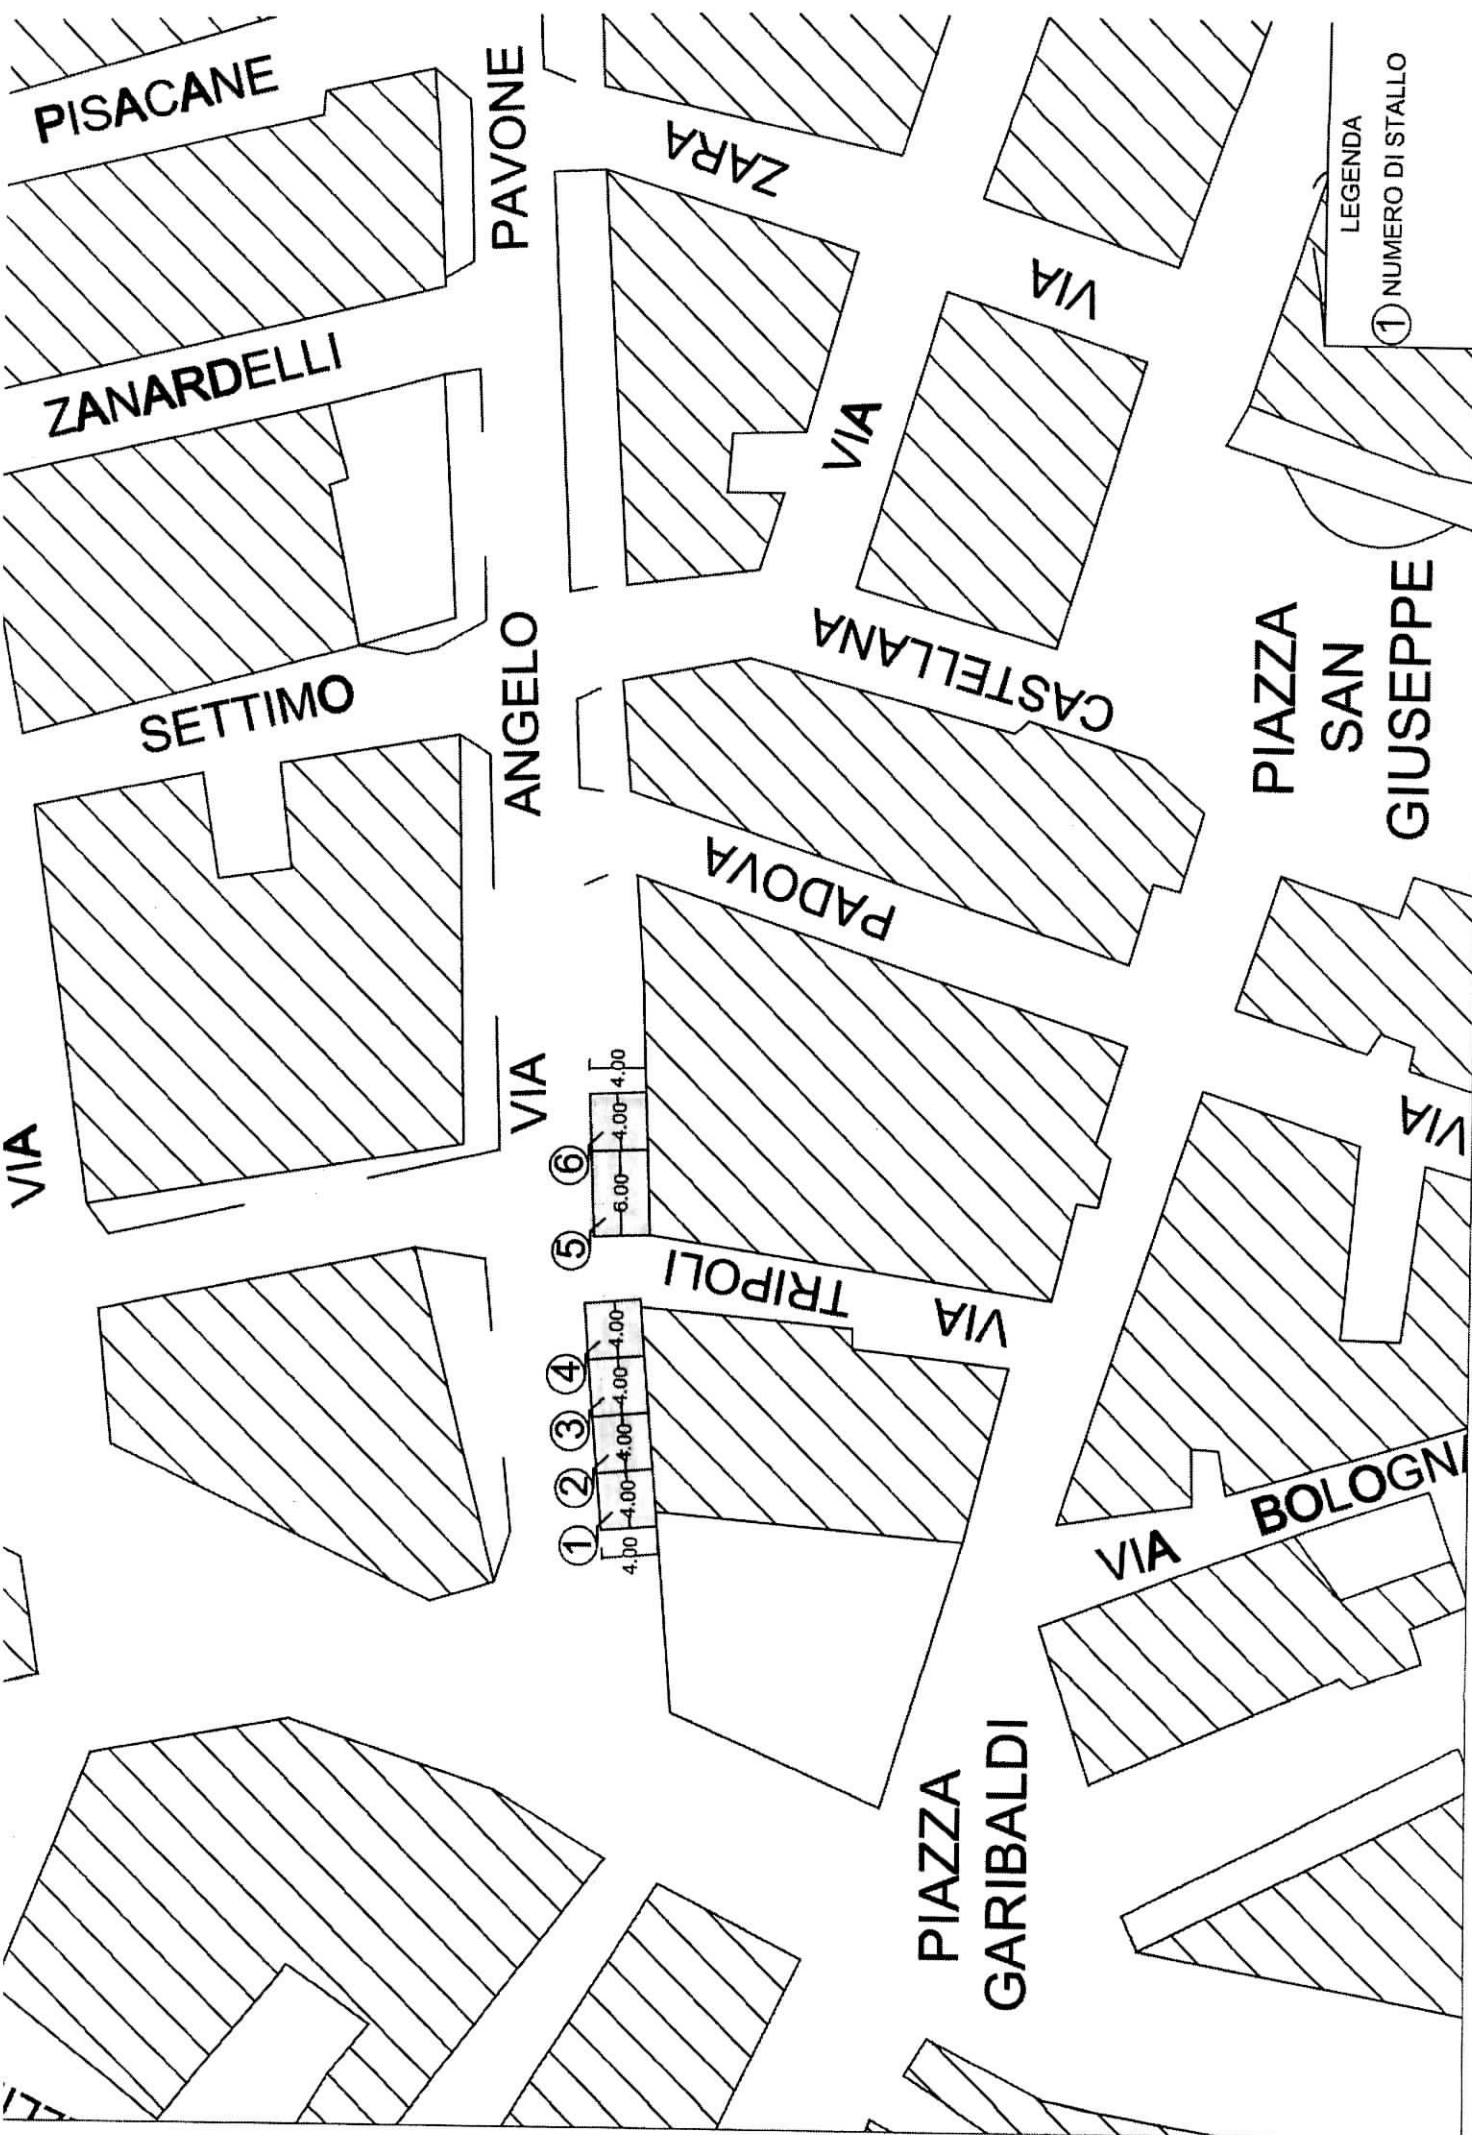 VIA SETTIMO ZANARDELLI PISACANE
VIA ANGELO PAVONE
1 2 3 4 5 6
4.00 4.00 4.00 4.00 4.00 6.00 4.00 4.00
VIA TRIPOLI
PADOVA
VIA CASTELLANA
VIA ZARA
PIAZZA
GARIBALDI
VIA BOLOGNA
VIA
PIAZZA
SAN
GIUSEPPE
LEGENDA
1 NUMERO DI STALLO